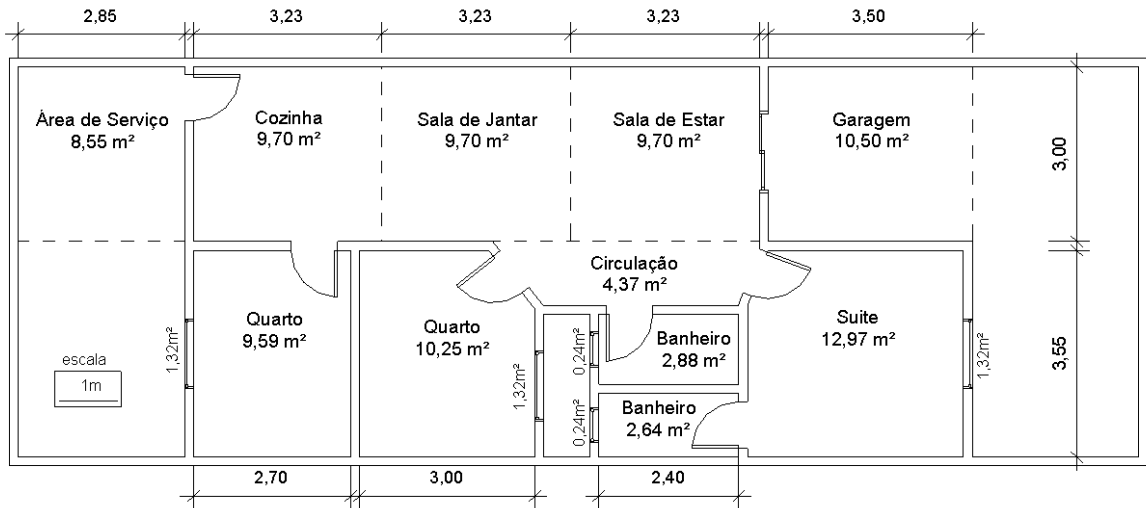 2,85
3,23
3,23
3,23
3,50
Área de Serviço
8,55 m²
Cozinha
9,70 m²
Sala de Jantar
9,70 m²
Sala de Estar
9,70 m²
Garagem
10,50 m²
3,00
Circulação
4,37 m²
Quarto
9,59 m²
Quarto
10,25 m²
Banheiro
2,88 m²
Suite
12,97 m²
1,32m²
1,32m²
0,24m²
0,24m²
1,32m²
3,55
escala
1m
Banheiro
2,64 m²
2,70
3,00
2,40